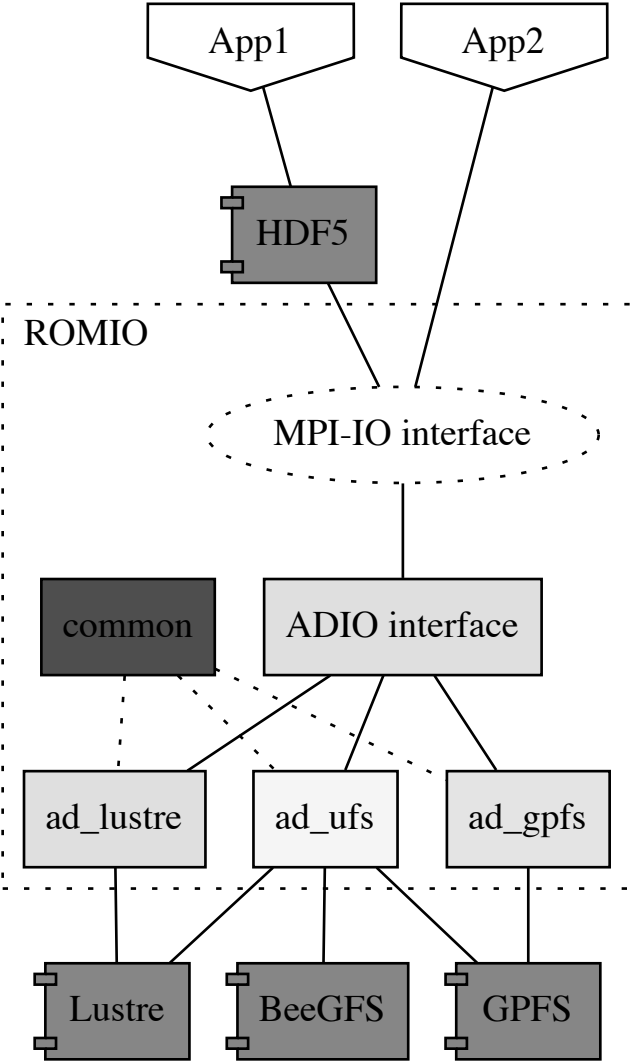 App1
App2
HDF5
ROMIO
MPI-IO interface
common
ADIO interface
ad_lustre
ad_ufs
ad_gpfs
Lustre
BeeGFS
GPFS